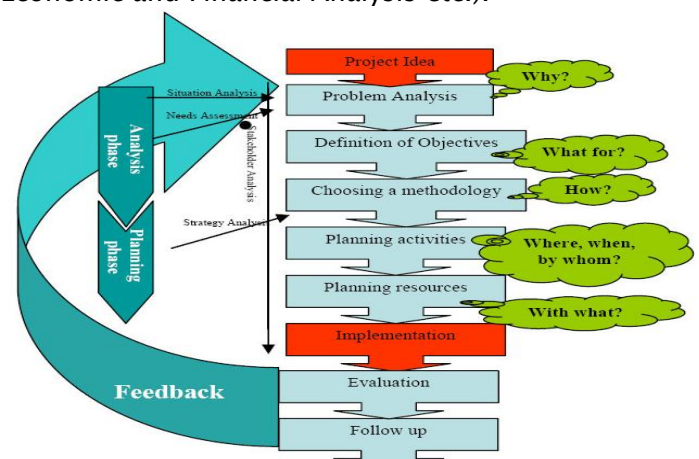 Economic and Financial Analysis etc.).
Project Idea
Why?
Situation Analysis
Problem Analysis
Needs Assessment
Stakeholder Analysis
Analysis
phase
Definition of Objectives
What for?
Choosing a methodology
How?
Strategy Analysis
Planning
phase
Planning activities
Where, when,
by whom?
Planning resources
With what?
Implementation
Feedback
Evaluation
Follow up